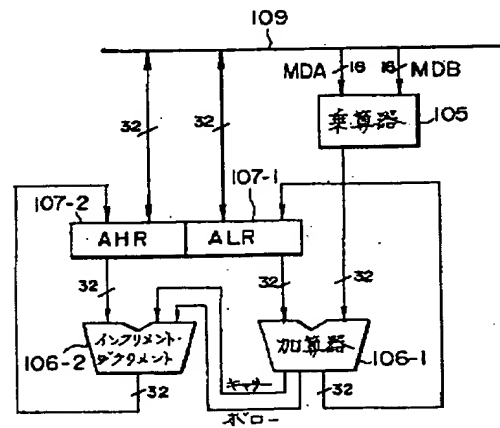 109
MDA 16 16 MDB
乗算器 105
32 32
107-1
107-2
AHR ALR
32 32 32
インクリメント・
デクリメント
加算器
106-2 キャリー 106-1
32 32
ボロー